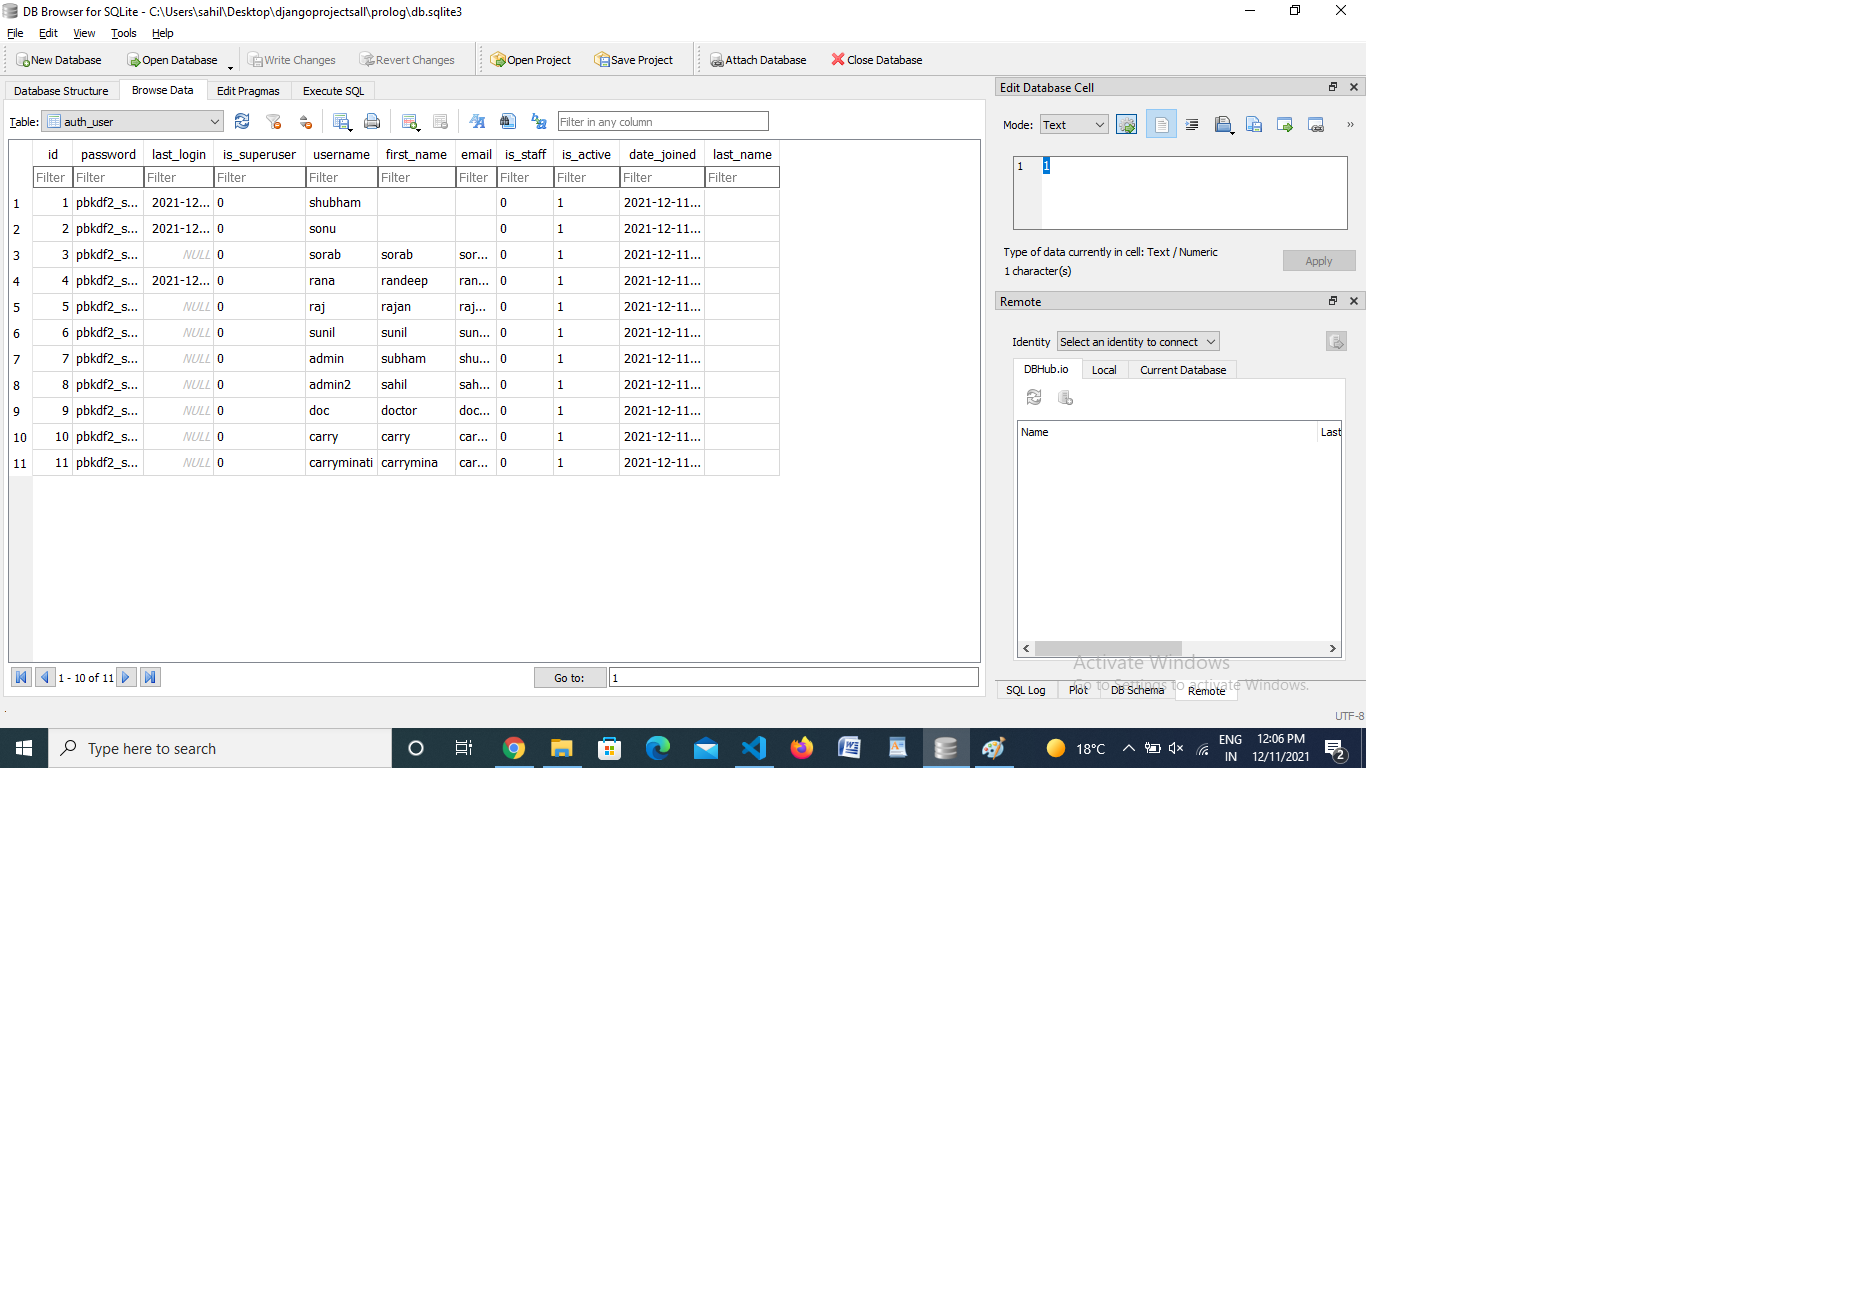 DB Browser for SQLite - C:\Users\sahil\Desktop\djangoprojectsall\prolog\db.sqlite3
File Edit View Tools Help
New Database Open Database Write Changes Revert Changes Open Project Save Project Attach Database Close Database
Database Structure Browse Data Edit Pragmas Execute SQL
Table: auth_user Filter in any column
id password last_login is_superuser username first_name email is_staff is_active date_joined last_name
Filter Filter Filter Filter Filter Filter Filter Filter Filter Filter Filter
1 1 pbkdf2_s... 2021-12... 0 shubham 0 1 2021-12-11...
2 2 pbkdf2_s... 2021-12... 0 sonu 0 1 2021-12-11...
3 3 pbkdf2_s... NULL 0 sorab sorab sor... 0 1 2021-12-11...
4 4 pbkdf2_s... 2021-12... 0 rana randeep ran... 0 1 2021-12-11...
5 5 pbkdf2_s... NULL 0 raj rajan raj... 0 1 2021-12-11...
6 6 pbkdf2_s... NULL 0 sunil sunil sun... 0 1 2021-12-11...
7 7 pbkdf2_s... NULL 0 admin subham shu... 0 1 2021-12-11...
8 8 pbkdf2_s... NULL 0 admin2 sahil sah... 0 1 2021-12-11...
9 9 pbkdf2_s... NULL 0 doc doctor doc... 0 1 2021-12-11...
10 10 pbkdf2_s... NULL 0 carry carry car... 0 1 2021-12-11...
11 11 pbkdf2_s... NULL 0 carryminati carrymina car... 0 1 2021-12-11...
1 - 10 of 11 Go to: 1
Edit Database Cell
Mode: Text
1 1
Type of data currently in cell: Text / Numeric
1 character(s)
Apply
Remote
Identity Select an identity to connect
DBHub.io Local Current Database
Name Last
Activate Windows
Go to Settings to activate Windows.
SQL Log Plot DB Schema Remote
UTF-8
Type here to search
18°C
ENG
IN
12:06 PM
12/11/2021
2